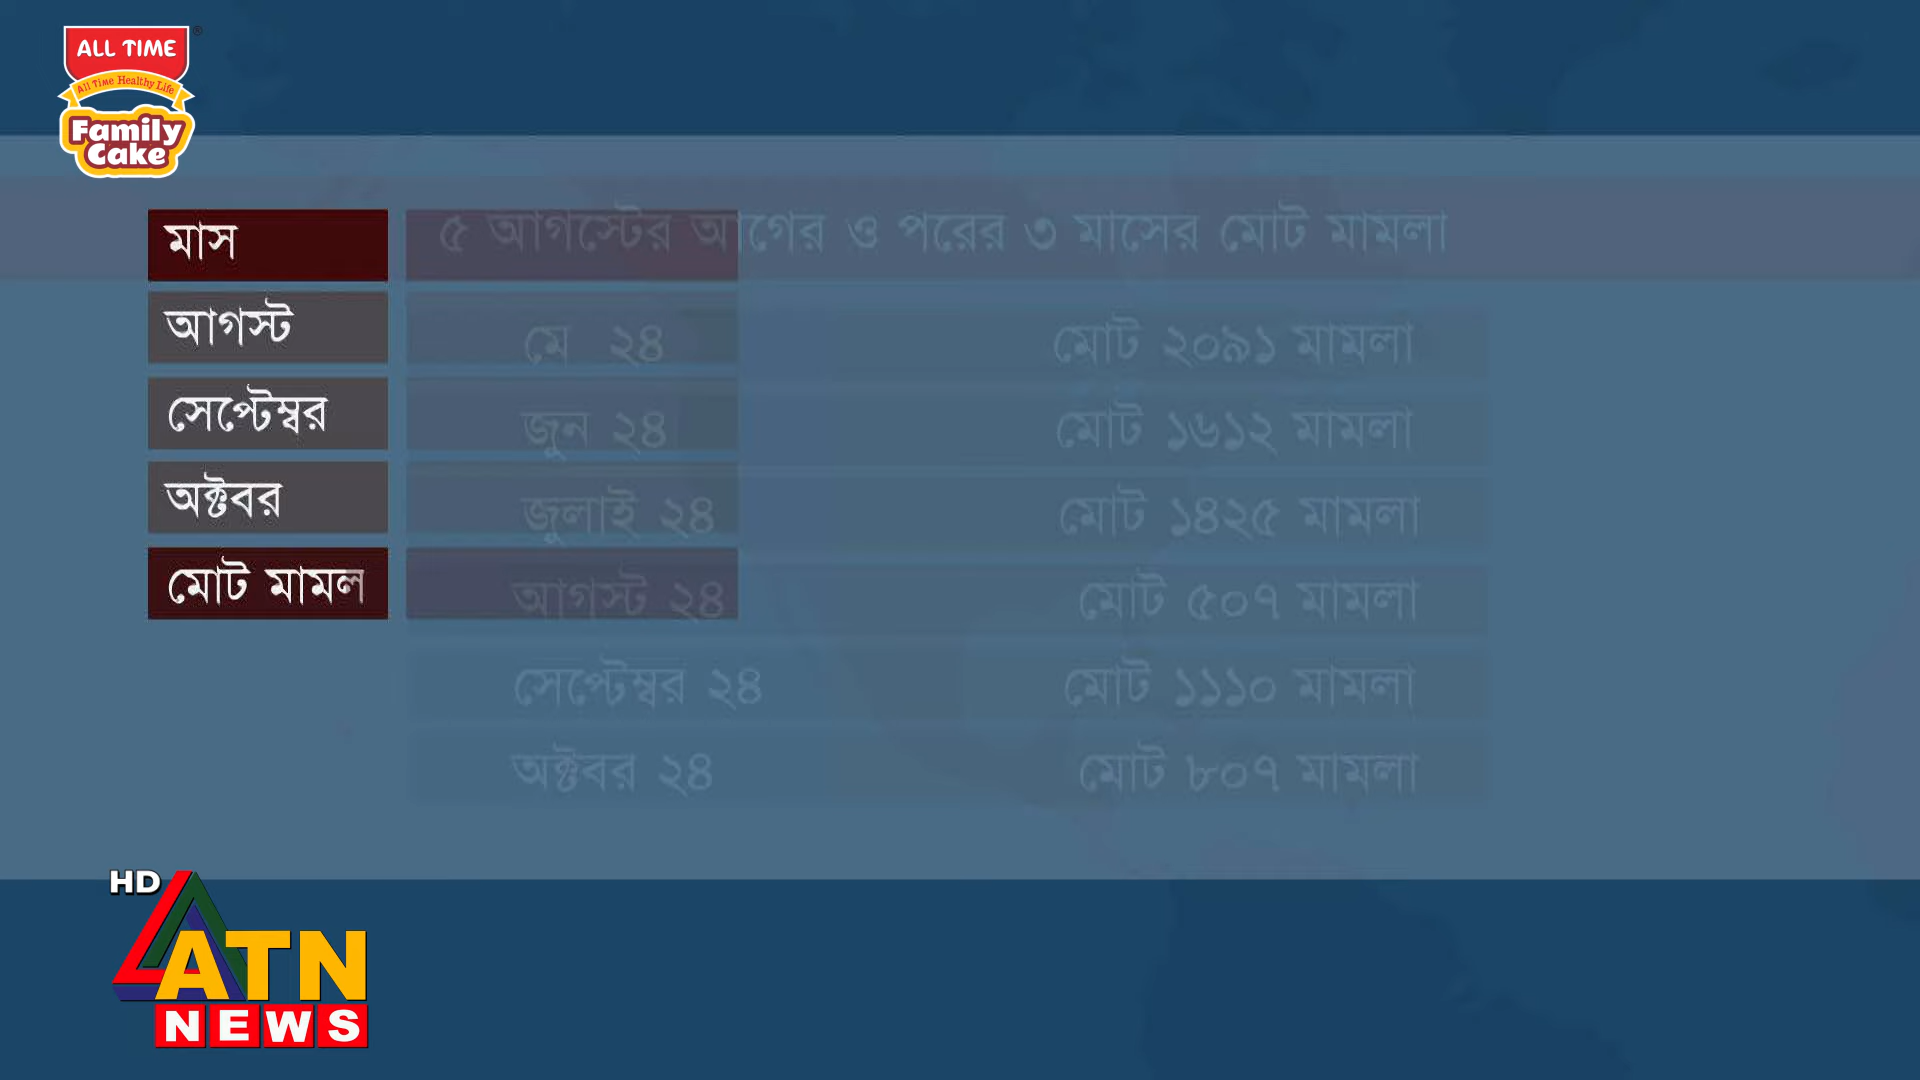 ALL TIME
All Time Healthy Life
Family
Cake
৫ আগস্টের আগের ও পরের ৩ মাসের মোট মামলা
মাস
আগস্ট
সেপ্টেম্বর
অক্টবর
মোট মামল
মে ২৪ মোট ২০৯১ মামলা
জুন ২৪ মোট ১৬১২ মামলা
জুলাই ২৪ মোট ১৪২৫ মামলা
আগস্ট ২৪ মোট ৫০৭ মামলা
সেপ্টেম্বর ২৪ মোট ১১১০ মামলা
অক্টবর ২৪ মোট ৮০৭ মামলা
HD
ATN
NEWS